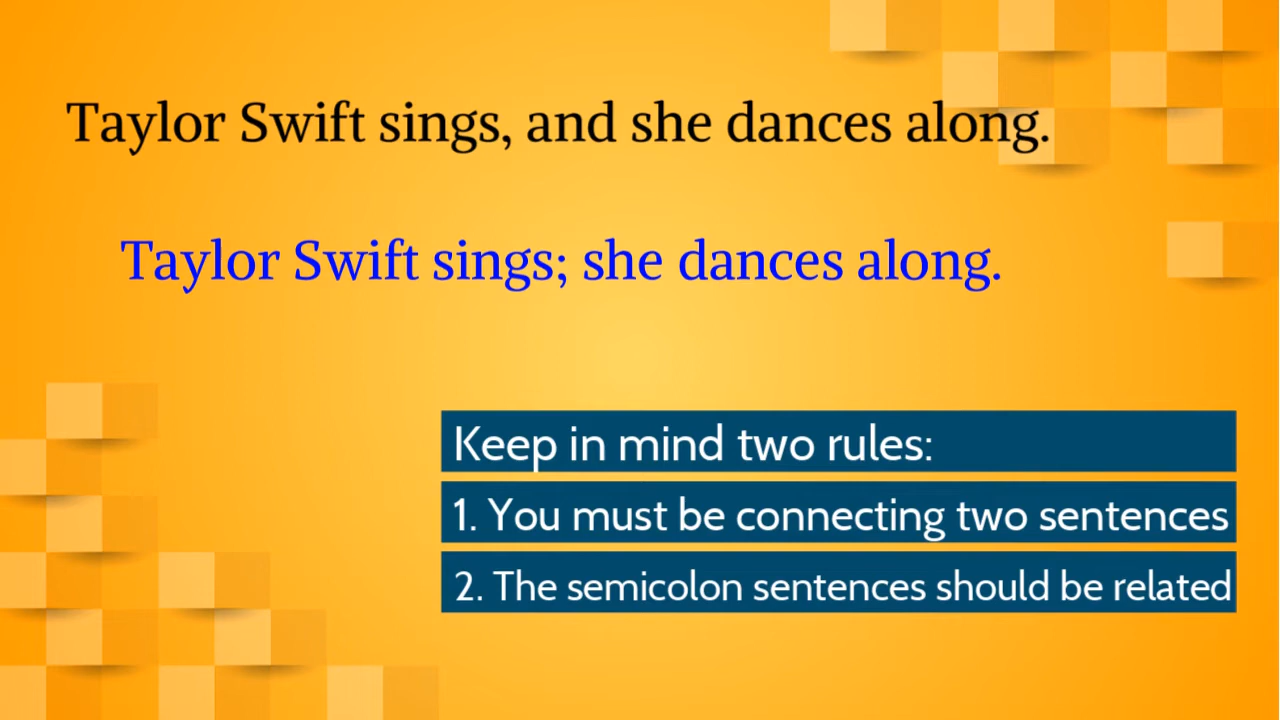 Taylor Swift sings, and she dances along.
Taylor Swift sings; she dances along.
Keep in mind two rules:
1. You must be connecting two sentences
2. The semicolon sentences should be related